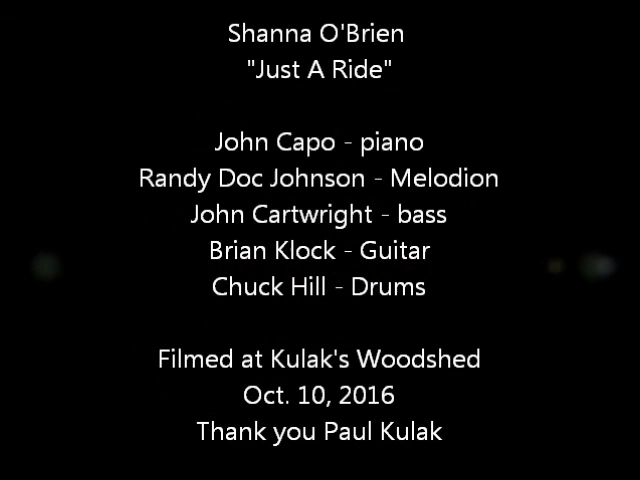 Shanna O'Brien
"Just A Ride"
John Capo - piano
Randy Doc Johnson - Melodion
John Cartwright - bass
Brian Klock - Guitar
Chuck Hill - Drums
Filmed at Kulak's Woodshed
Oct. 10, 2016
Thank you Paul Kulak